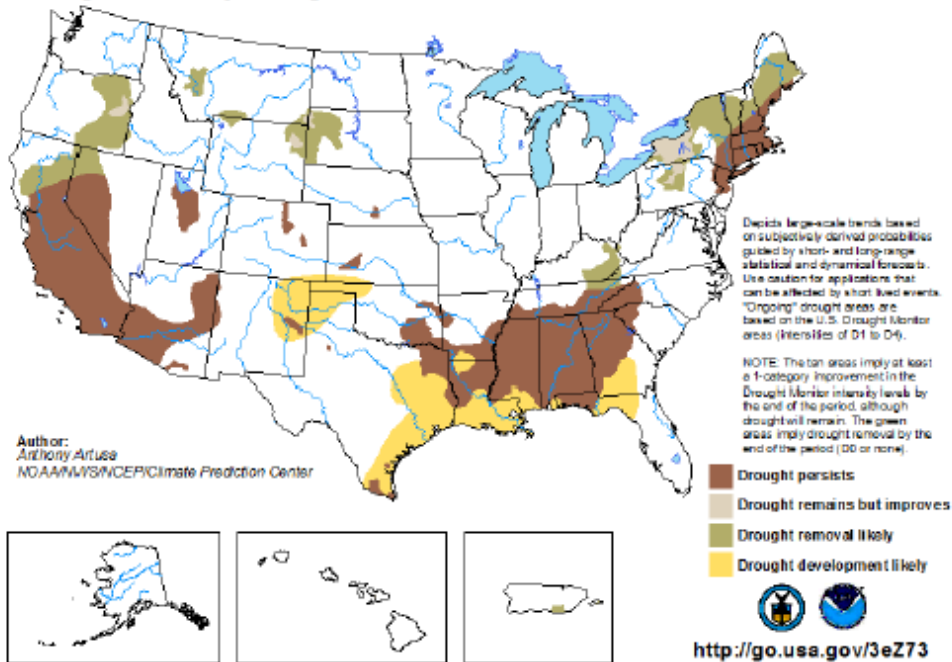 Depicts large-scale trends based
on subjectively derived probabilities
guided by short- and long-range
statistical and dynamical forecasts.
Use caution for applications that
can be affected by short lived events.
"Ongoing" drought areas are
based on the U.S. Drought Monitor
areas (intensities of D1 to D4).
NOTE: The tan areas imply at least
a 1-category improvement in the
Drought Monitor intensity levels by
the end of the period, although
drought will remain. The green
areas imply drought removal by the
end of the period (D0 or none).
Author:
Anthony Artusa
NOAA/NWS/NCEP/Climate Prediction Center
Drought persists
Drought remains but improves
Drought removal likely
Drought development likely
http://go.usa.gov/3eZ73